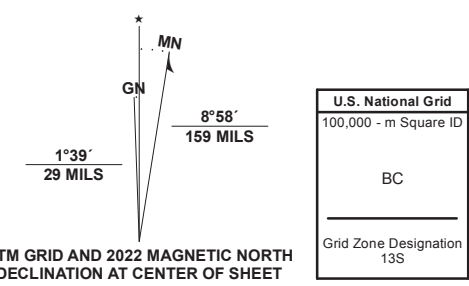 ★
MN
GN
8°58´
159 MILS
1°39´
29 MILS
TM GRID AND 2022 MAGNETIC NORTH
DECLINATION AT CENTER OF SHEET
U.S. National Grid
100,000 - m Square ID
BC
Grid Zone Designation
13S